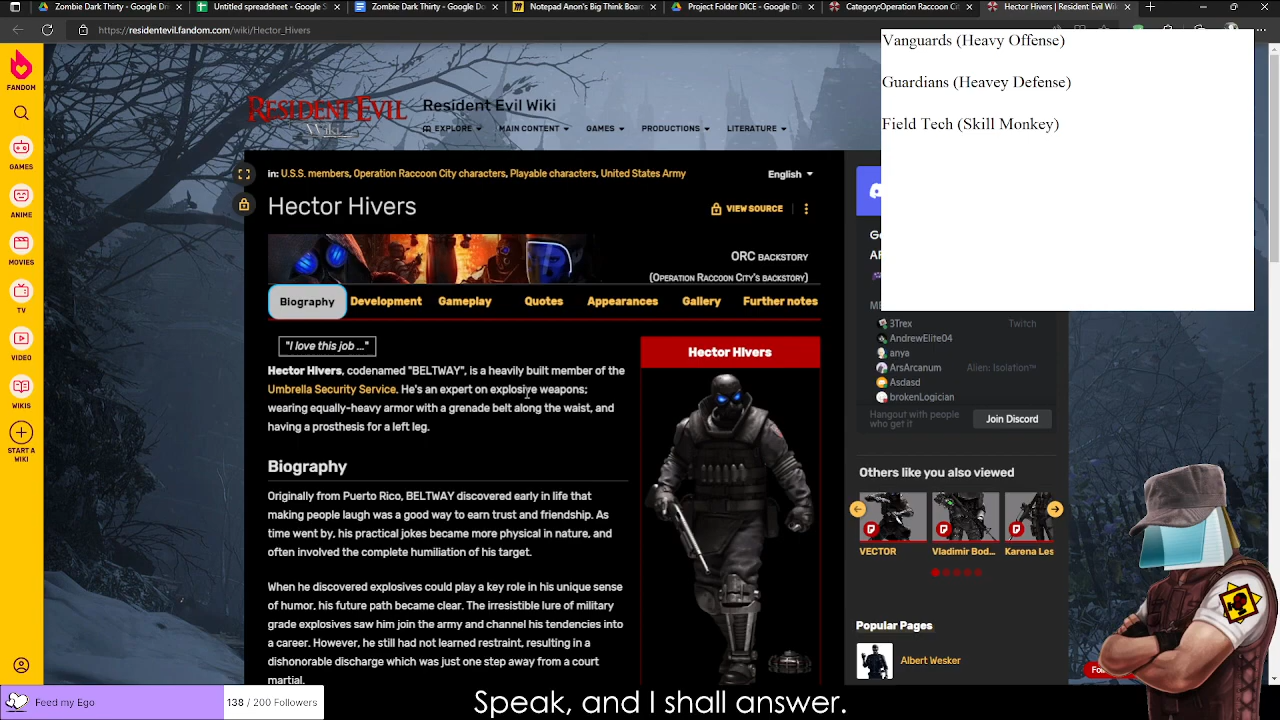 Zombie Dark Thirty - Google Do
Untitled spreadsheet - Google S
Zombie Dark Thirty - Google Do
Notepad Anon's Big Think Board
Project Folder DICE - Google Dri
Category:Operation Raccoon Cit
Hector Hivers | Resident Evil Wiki
https://residentevil.fandom.com/wiki/Hector_Hivers
Vanguards (Heavy Offense)
Guardians (Heavey Defense)
Field Tech (Skill Monkey)
FANDOM
GAMES
ANIME
MOVIES
TV
VIDEO
WIKIS
START A
WIKI
RESIDENT EVIL
Wiki
Resident Evil Wiki
EXPLORE
MAIN CONTENT
GAMES
PRODUCTIONS
LITERATURE
in: U.S.S. members, Operation Raccoon City characters, Playable characters, United States Army
English
Hector Hivers
VIEW SOURCE
ORC BACKSTORY
(OPERATION RACCOON CITY'S BACKSTORY)
Biography
Development
Gameplay
Quotes
Appearances
Gallery
Further notes
"I love this job ..."
Hector Hivers, codenamed "BELTWAY", is a heavily built member of the
Umbrella Security Service. He's an expert on explosive weapons;
wearing equally-heavy armor with a grenade belt along the waist, and
having a prosthesis for a left leg.
Hector Hivers
Biography
Originally from Puerto Rico, BELTWAY discovered early in life that
making people laugh was a good way to earn trust and friendship. As
time went by, his practical jokes became more physical in nature, and
often involved the complete humiliation of his target.
When he discovered explosives could play a key role in his unique sense
of humor, his future path became clear. The irresistible lure of military
grade explosives saw him join the army and channel his tendencies into
a career. However, he still had not learned restraint, resulting in a
dishonorable discharge which was just one step away from a court
martial.
3Trex
Twitch
AndrewElite04
anya
ArsArcanum
Alien: Isolation™
Asdasd
brokenLogician
Hangout with people
who get it
Join Discord
Others like you also viewed
VECTOR
Vladimir Bod...
Karena Les
Popular Pages
Albert Wesker
Feed my Ego
138 / 200 Followers
Speak, and I shall answer.